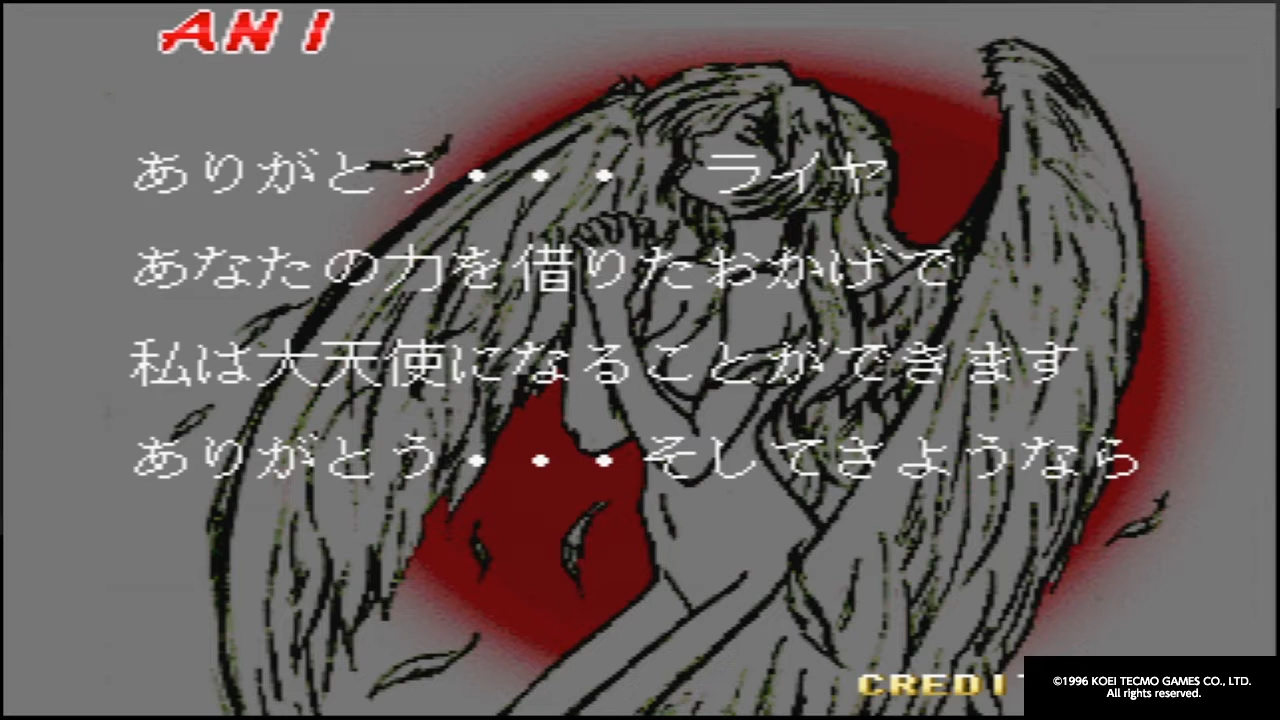 ANI
ありがとう・・・　ライヤ
あなたの力を借りたおかげで
私は大天使になることができます
ありがとう・・・そしてさようなら
CREDIT
©1996 KOEI TECMO GAMES CO., LTD.
All rights reserved.